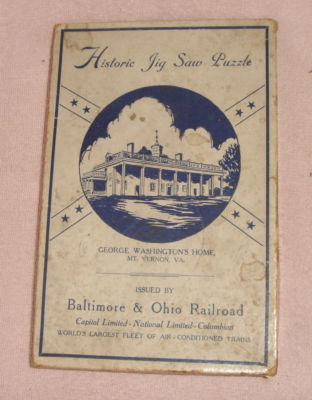 Historic Jig Saw Puzzle
GEORGE WASHINGTON'S HOME,
MT. VERNON, VA.
ISSUED BY
Baltimore & Ohio Railroad
Capitol Limited - National Limited - Columbian
WORLD'S LARGEST FLEET OF AIR - CONDITIONED TRAINS